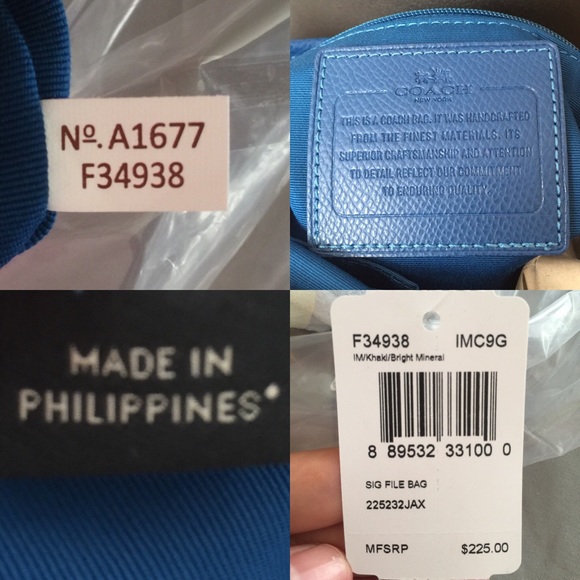 Nº. A1677
F34938
COACH
NEW YORK
THIS IS A COACH BAG. IT WAS HANDCRAFTED
FROM THE FINEST MATERIALS. ITS
SUPERIOR CRAFTSMANSHIP AND ATTENTION
TO DETAIL REFLECT OUR COMMITMENT
TO ENDURING QUALITY.
MADE IN
PHILIPPINES
F34938 IMC9G
IM/Khaki/Bright Mineral
8 89532 33100 0
SIG FILE BAG
225232JAX
MFSRP $225.00